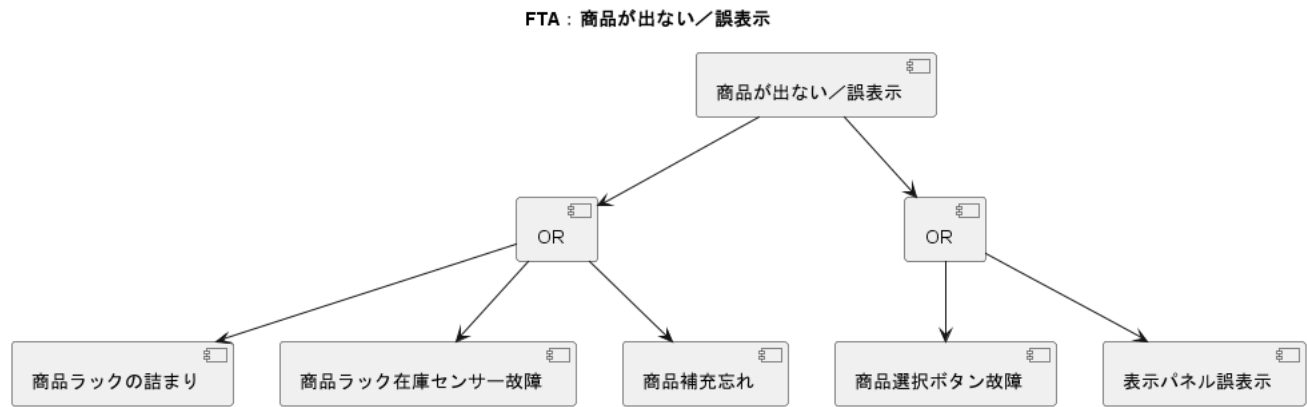 FTA：商品が出ない／誤表示
商品が出ない／誤表示
OR
OR
商品ラックの詰まり
商品ラック在庫センサー故障
商品補充忘れ
商品選択ボタン故障
表示パネル誤表示